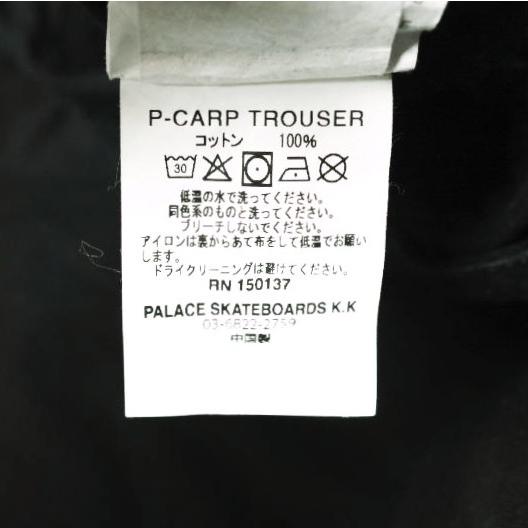 P-CARP TROUSER
コットン 100%
30
低温の水で洗ってください。
同色系のものと洗ってください。
ブリーチしないでください。
アイロンは裏からあて布をして低温でお願い
します。
ドライクリーニングは避けてください。
RN 150137
PALACE SKATEBOARDS K.K
03-6822-2759
中国製